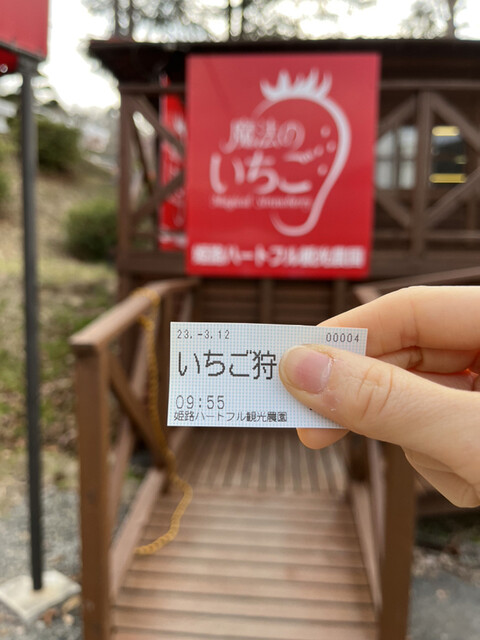 魔法の
いちご
Magical strawberry
姫路ハートフル観光農園
23.-3.12 00004
いちご狩
09:55
姫路ハートフル観光農園